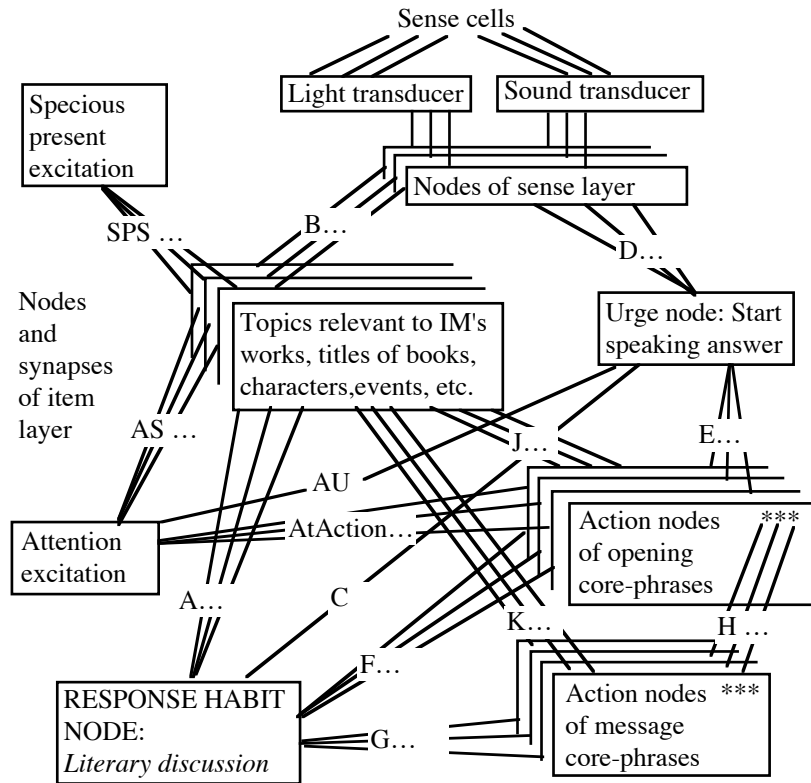 Sense cells
Light transducer
Sound transducer
Specious
present
excitation
Nodes of sense layer
SPS …
B…
D…
Nodes
and
synapses
of item
layer
Topics relevant to IM's
works, titles of books,
characters,events, etc.
Urge node: Start
speaking answer
AS …
J…
E…
AU
Attention
excitation
AtAction…
Action nodes ***
of opening
core-phrases
A…
C
K…
H …
F…
RESPONSE HABIT
NODE:
Literary discussion
G…
Action nodes ***
of message
core-phrases